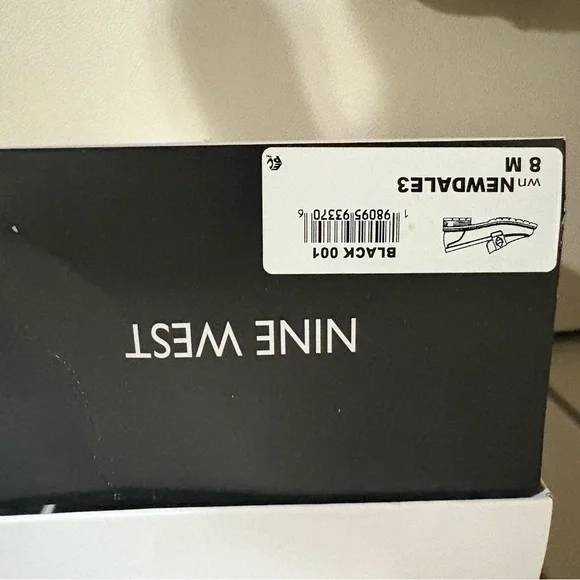 NINE WEST
BLACK 001
1 98095 93370 6
wn NEWDALE3
8 M